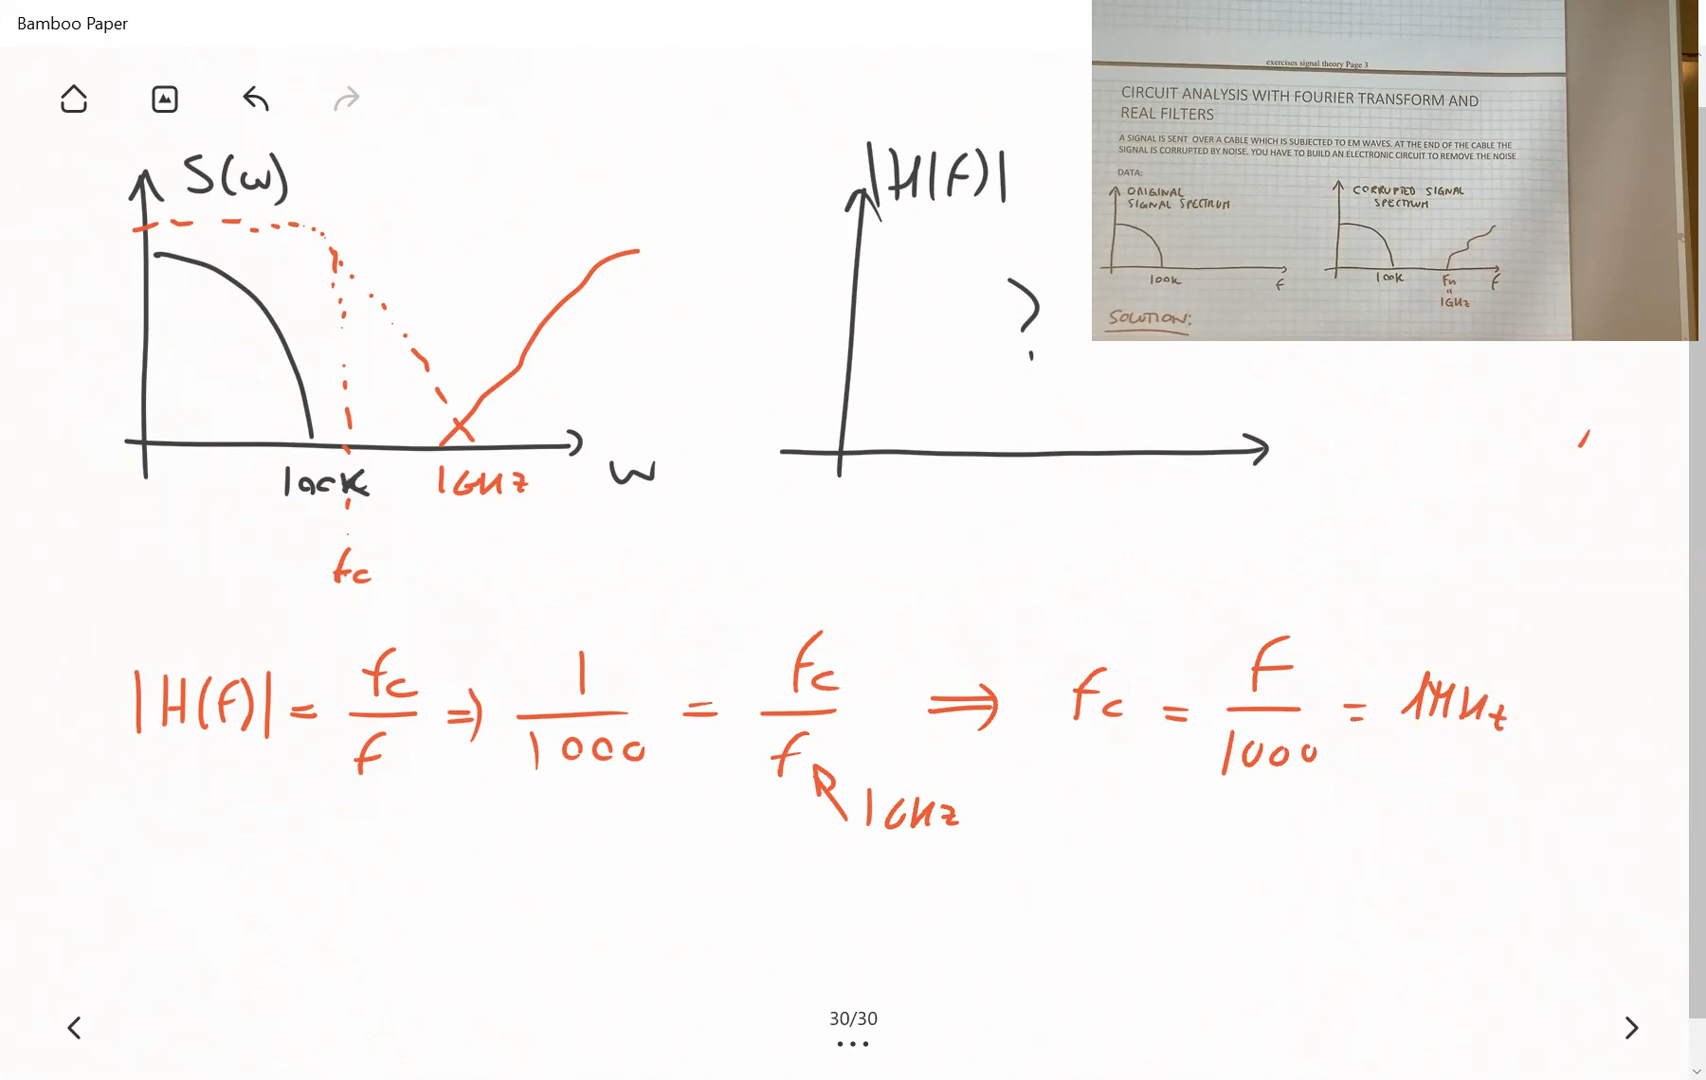 Bamboo Paper
exercises signal theory Page 3
CIRCUIT ANALYSIS WITH FOURIER TRANSFORM AND
REAL FILTERS
A SIGNAL IS SENT OVER A CABLE WHICH IS SUBJECTED TO EM WAVES. AT THE END OF THE CABLE THE
SIGNAL IS CORRUPTED BY NOISE. YOU HAVE TO BUILD AN ELECTRONIC CIRCUIT TO REMOVE THE NOISE
DATA:
ORIGINAL
SIGNAL SPECTRUM
100K
F
CORRUPTED SIGNAL
SPECTRUM
100K
Fn
=
1GHz
F
SOLUTION:
S(w)
100K
1GHz
w
fc
|H(F)|
?
|H(F)| = fc / f => 1 / 1000 = Fc / f 1GHz => fc = F / 1000 = 1MHz
30/30